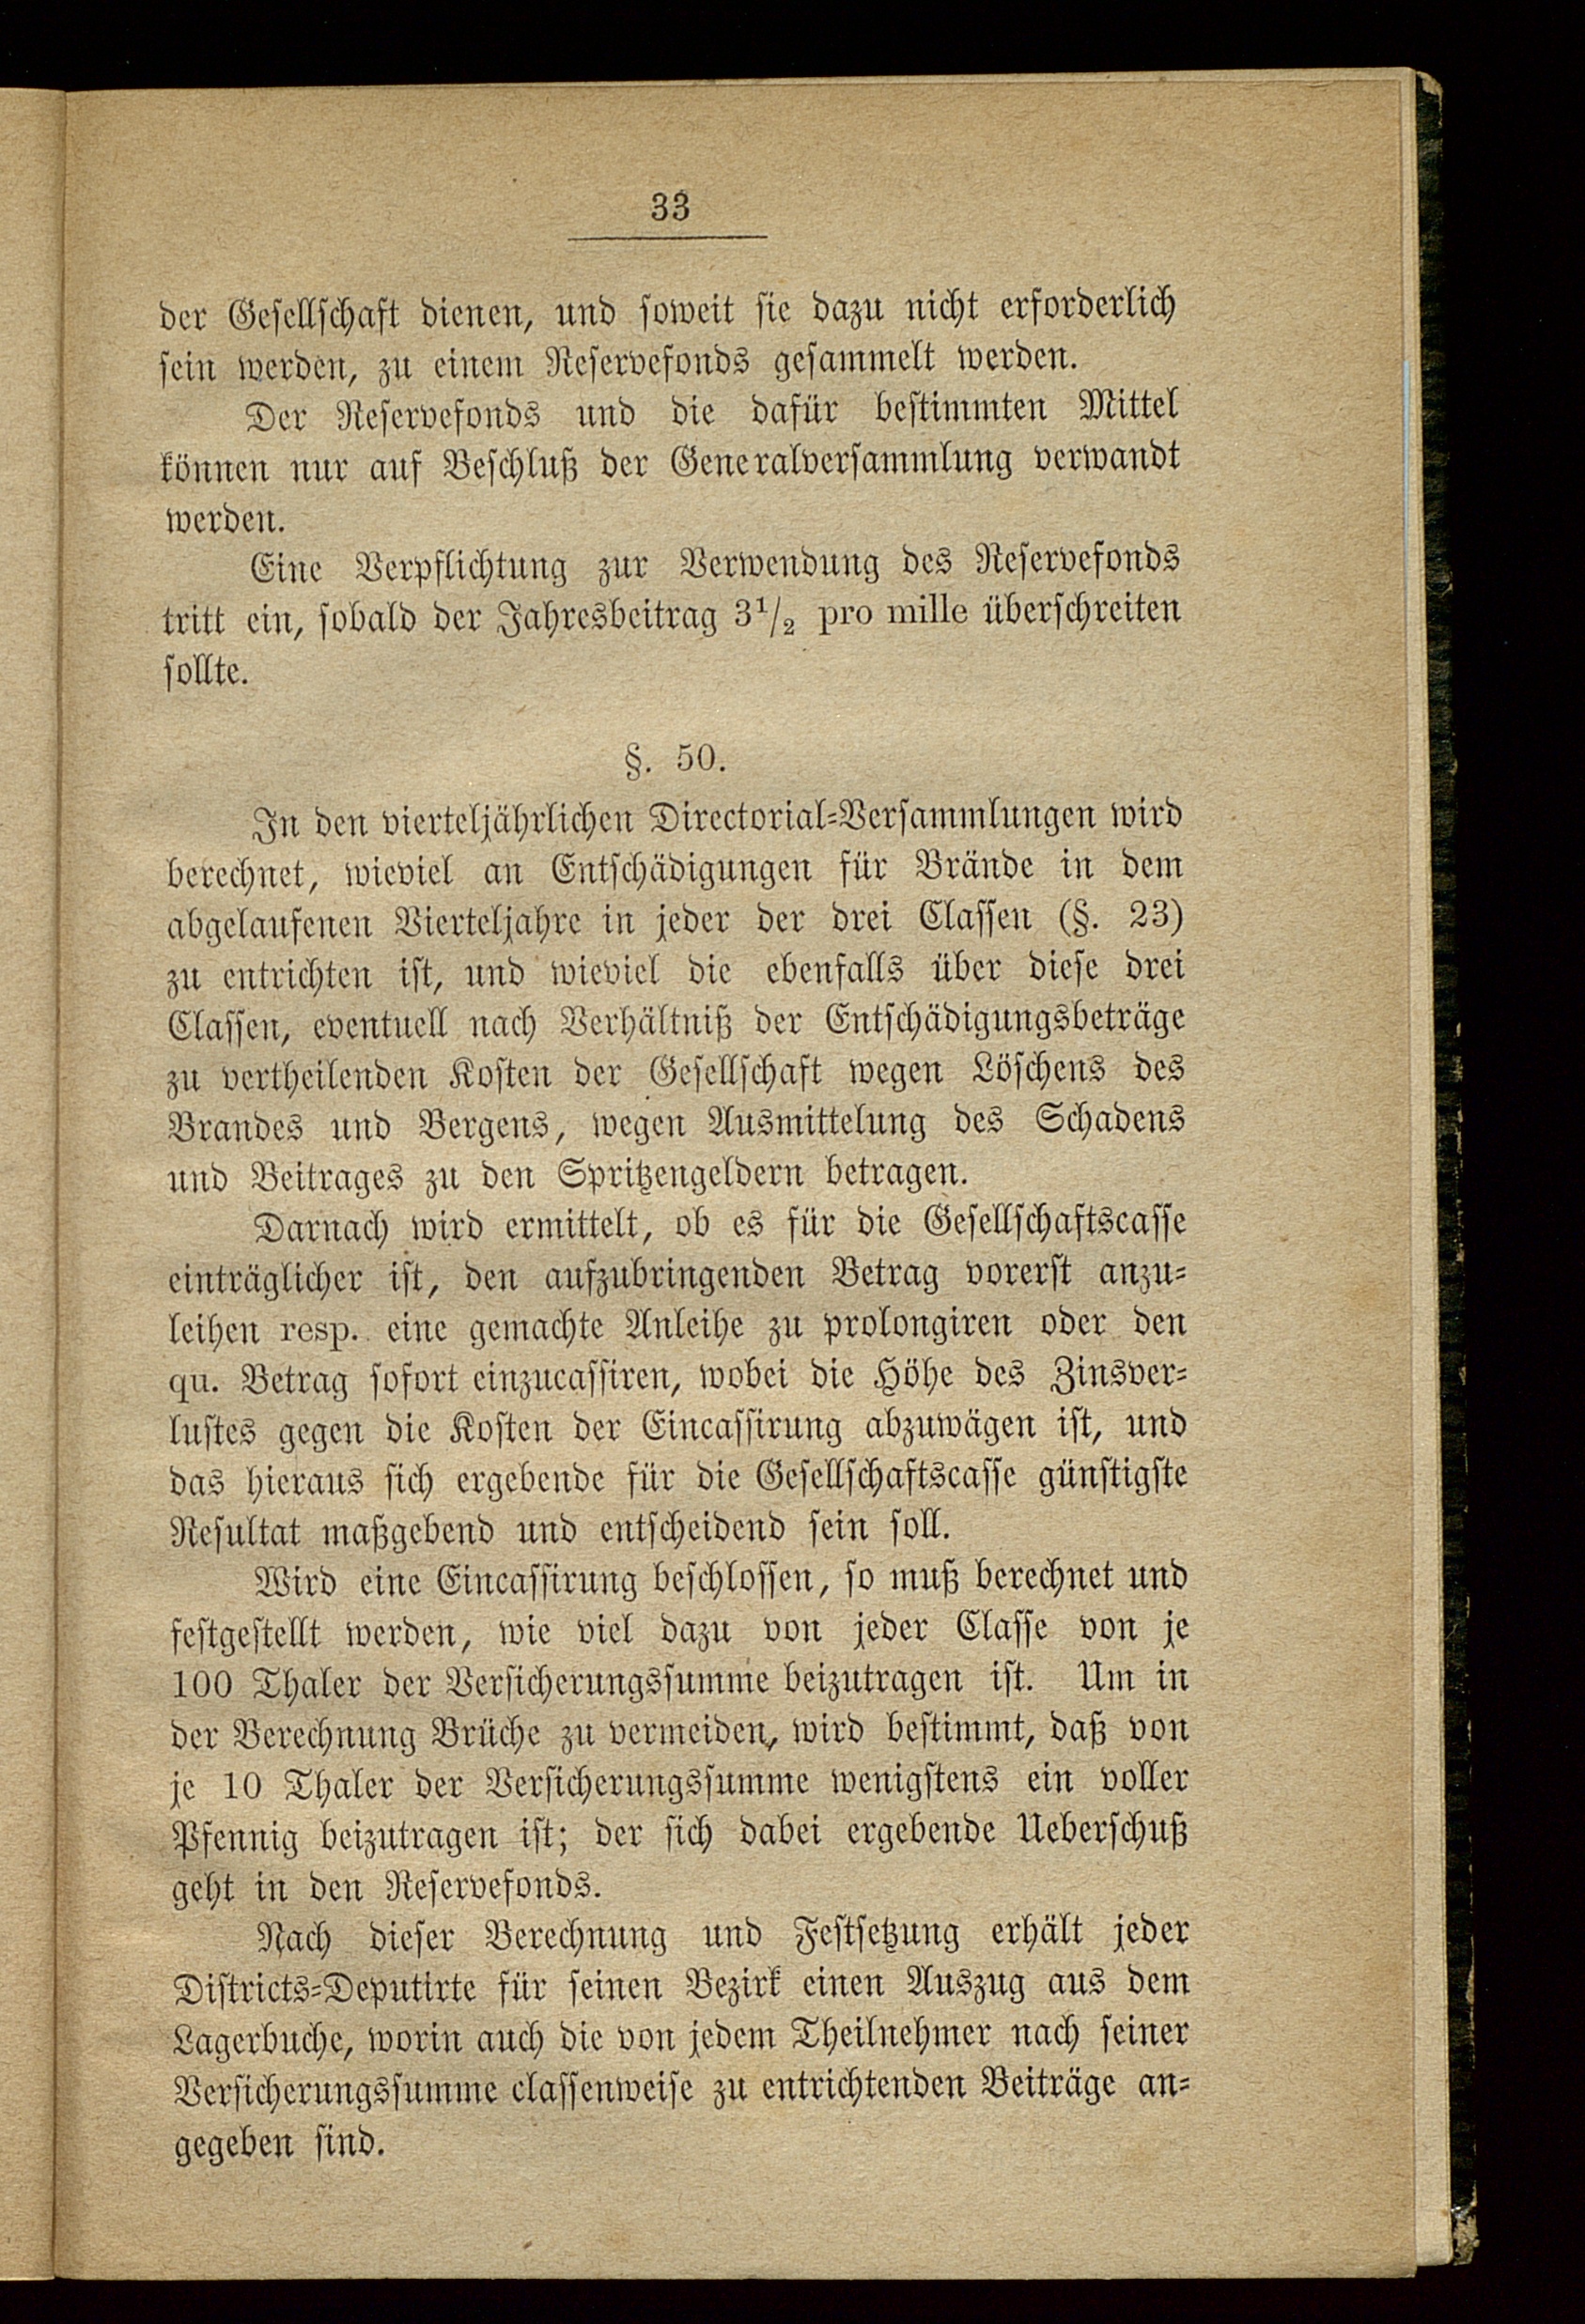 33
der Gesellschaft dienen, und soweit sie dazu nicht erforderlich
sein werden, zu einem Reservefonds gesammelt werden.
Der Reservefonds und die dafür bestimmten Mittel
können nur auf Beschluß der Generalversammlung verwandt
werden.
Eine Verpflichtung zur Verwendung des Reservefonds
tritt ein, sobald der Jahresbeitrag 3¹/₂ pro mille überschreiten
sollte.
§. 50.
In den vierteljährlichen Directorial-Versammlungen wird
berechnet, wieviel an Entschädigungen für Brände in dem
abgelaufenen Vierteljahre in jeder der drei Classen (§. 23)
zu entrichten ist, und wieviel die ebenfalls über diese drei
Classen, eventuell nach Verhältniß der Entschädigungsbeträge
zu vertheilenden Kosten der Gesellschaft wegen Löschens des
Brandes und Bergens, wegen Ausmittelung des Schadens
und Beitrages zu den Spritzengeldern betragen.
Darnach wird ermittelt, ob es für die Gesellschaftscasse
einträglicher ist, den aufzubringenden Betrag vorerst anzu-
leihen resp. eine gemachte Anleihe zu prolongiren oder den
qu. Betrag sofort einzucassiren, wobei die Höhe des Zinsver-
lustes gegen die Kosten der Eincassirung abzuwägen ist, und
das hieraus sich ergebende für die Gesellschaftscasse günstigste
Resultat maßgebend und entscheidend sein soll.
Wird eine Eincassirung beschlossen, so muß berechnet und
festgestellt werden, wie viel dazu von jeder Classe von je
100 Thaler der Versicherungssumme beizutragen ist. Um in
der Berechnung Brüche zu vermeiden, wird bestimmt, daß von
je 10 Thaler der Versicherungssumme wenigstens ein voller
Pfennig beizutragen ist; der sich dabei ergebende Ueberschuß
geht in den Reservefonds.
Nach dieser Berechnung und Festsetzung erhält jeder
Districts-Deputirte für seinen Bezirk einen Auszug aus dem
Lagerbuche, worin auch die von jedem Theilnehmer nach seiner
Versicherungssumme classenweise zu entrichtenden Beiträge an-
gegeben sind.